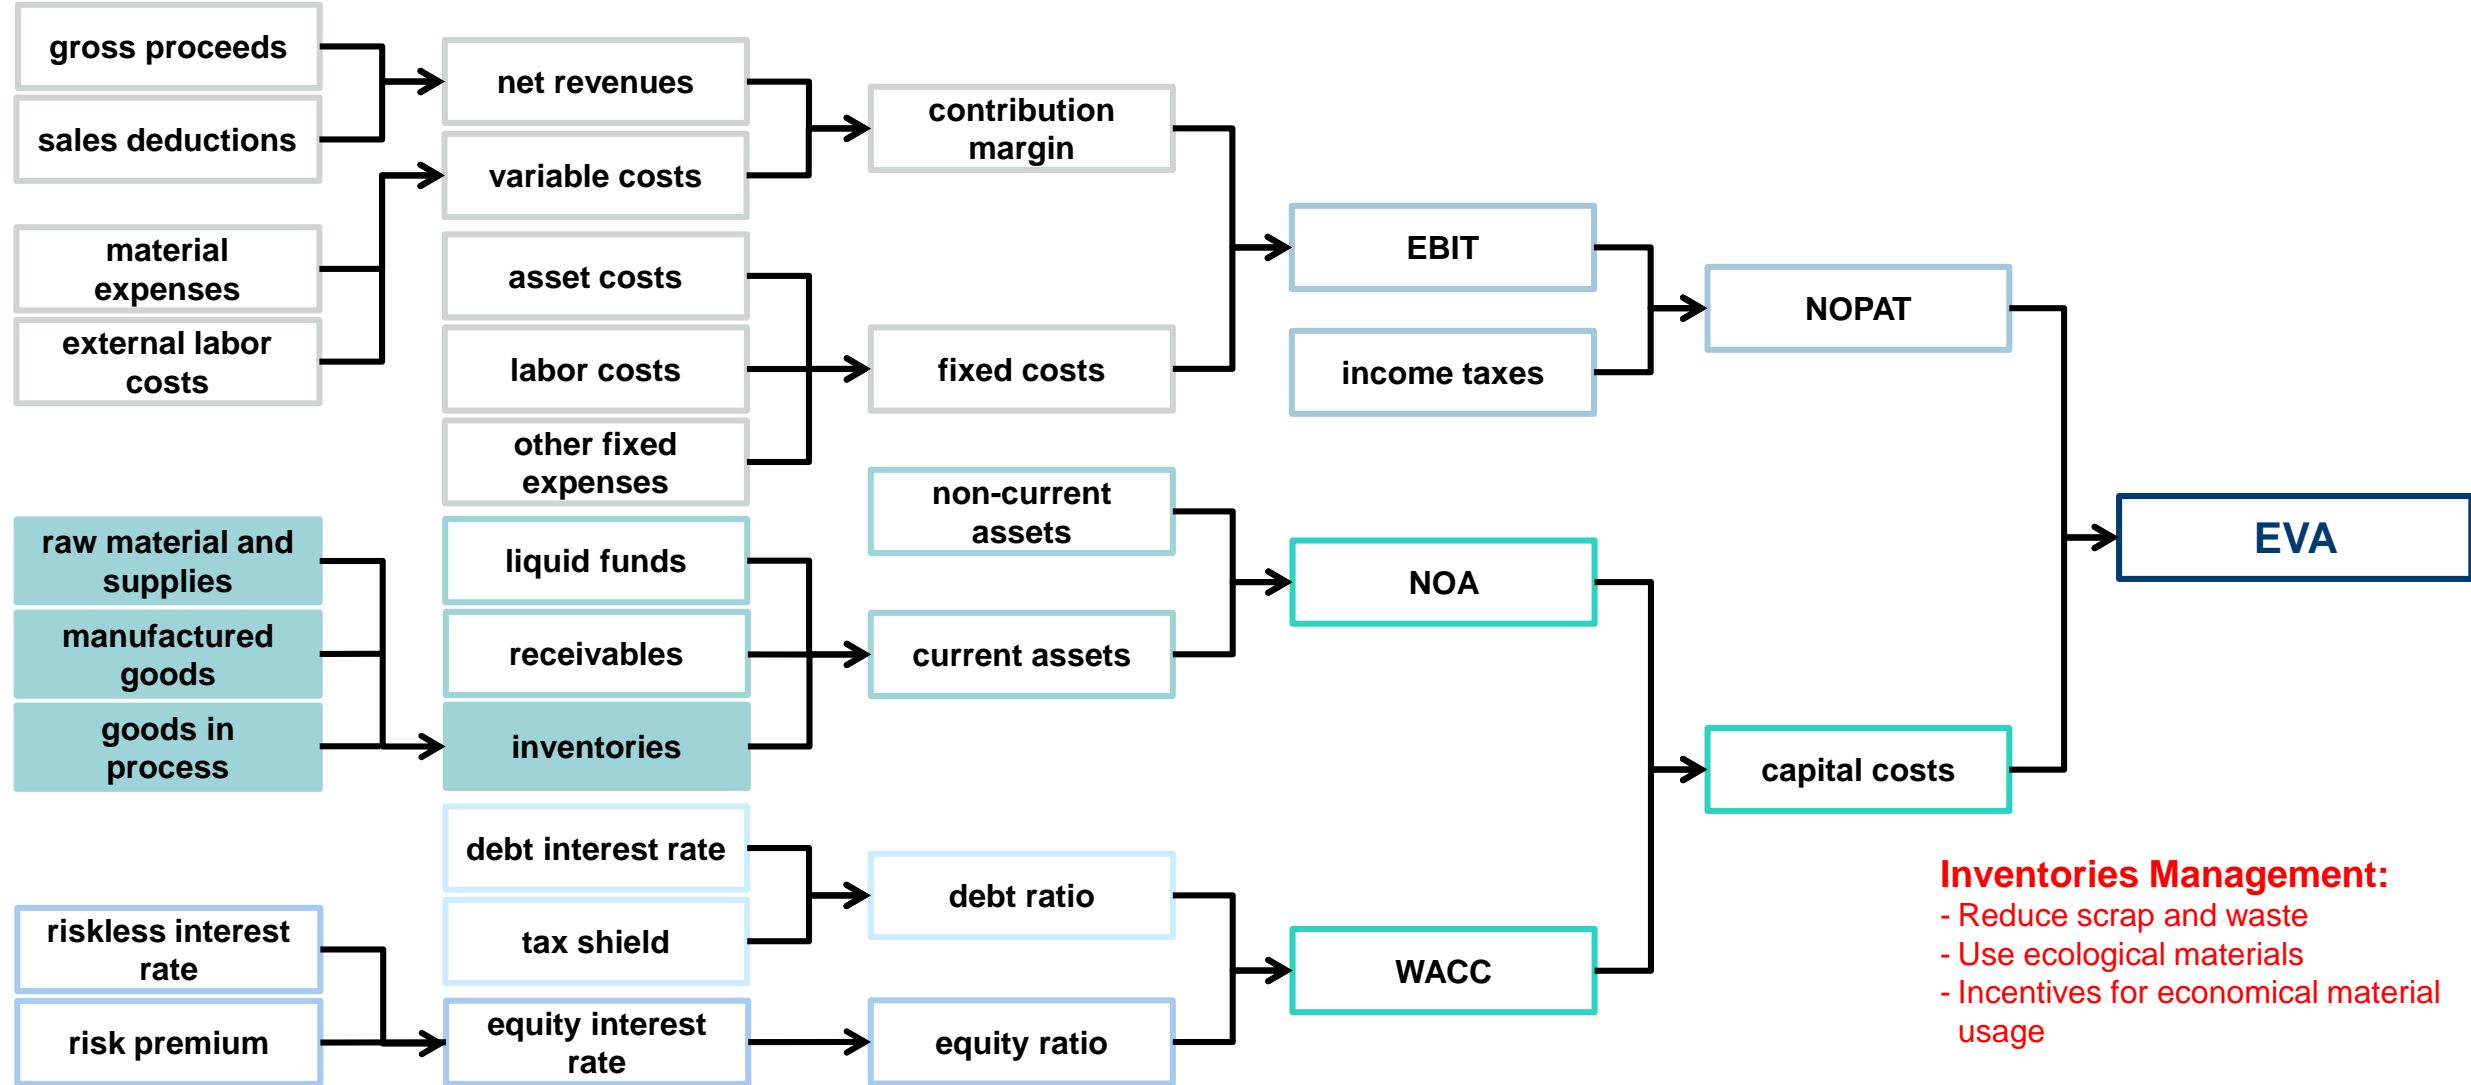 gross proceeds
sales deductions
material
expenses
external labor
costs
raw material and
supplies
manufactured
goods
goods in
process
riskless interest
rate
risk premium
net revenues
variable costs
asset costs
labor costs
other fixed
expenses
liquid funds
receivables
inventories
debt interest rate
tax shield
equity interest
rate
contribution
margin
fixed costs
non-current
assets
current assets
debt ratio
equity ratio
EBIT
income taxes
NOA
WACC
NOPAT
capital costs
EVA
Inventories Management:
- Reduce scrap and waste
- Use ecological materials
- Incentives for economical material
usage